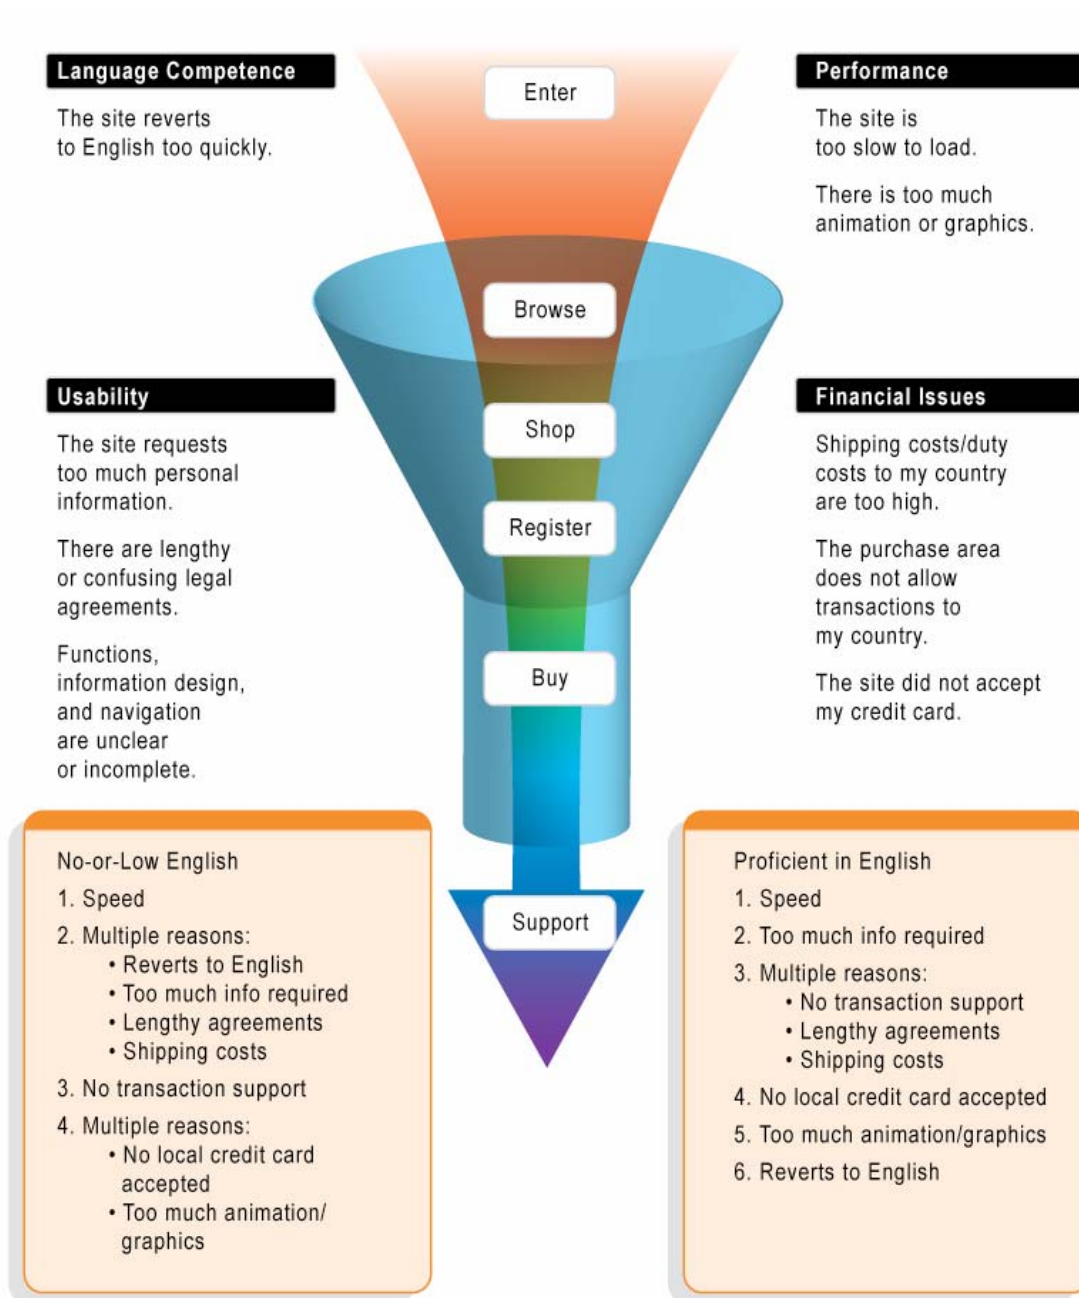 Language Competence
The site reverts
to English too quickly.
Enter
Performance
The site is
too slow to load.
There is too much
animation or graphics.
Browse
Usability
The site requests
too much personal
information.
There are lengthy
or confusing legal
agreements.
Functions,
information design,
and navigation
are unclear
or incomplete.
Shop
Register
Buy
Financial Issues
Shipping costs/duty
costs to my country
are too high.
The purchase area
does not allow
transactions to
my country.
The site did not accept
my credit card.
No-or-Low English
1. Speed
2. Multiple reasons:
• Reverts to English
• Too much info required
• Lengthy agreements
• Shipping costs
3. No transaction support
4. Multiple reasons:
• No local credit card
accepted
• Too much animation/
graphics
Support
Proficient in English
1. Speed
2. Too much info required
3. Multiple reasons:
• No transaction support
• Lengthy agreements
• Shipping costs
4. No local credit card accepted
5. Too much animation/graphics
6. Reverts to English